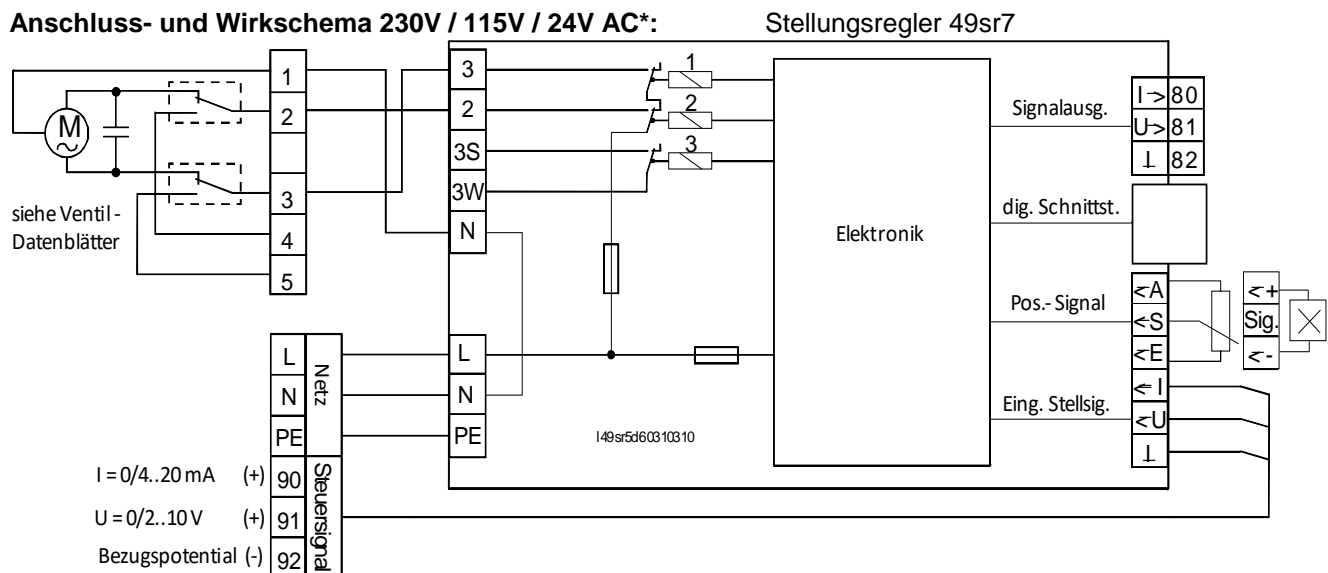 Anschluss- und Wirkschema 230V / 115V / 24V AC*: Stellungsregler 49sr7
1
2
3
4
5
M
siehe Ventil -
Datenblätter
3
2
3S
3W
N
L
N
PE
1
2
3
Elektronik
l49sr5d60310310
Signalausg.
dig. Schnittst.
Pos.- Signal
Eing. Stellsig.
I-> 80
U-> 81
⊥ 82
<-A
<-S
<-E
<-I
<-U
⊥
<-+
Sig.
<--
L
N
PE
Netz
I = 0/4..20 mA (+) 90
U = 0/2..10 V (+) 91
Bezugspotential (-) 92
Steuersignal